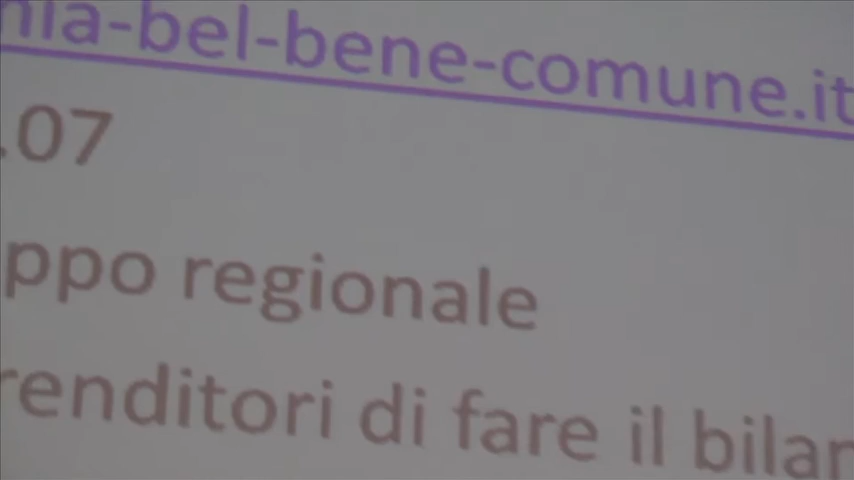 nia-bel-bene-comune.it
.07
ppo regionale
renditori di fare il bilan